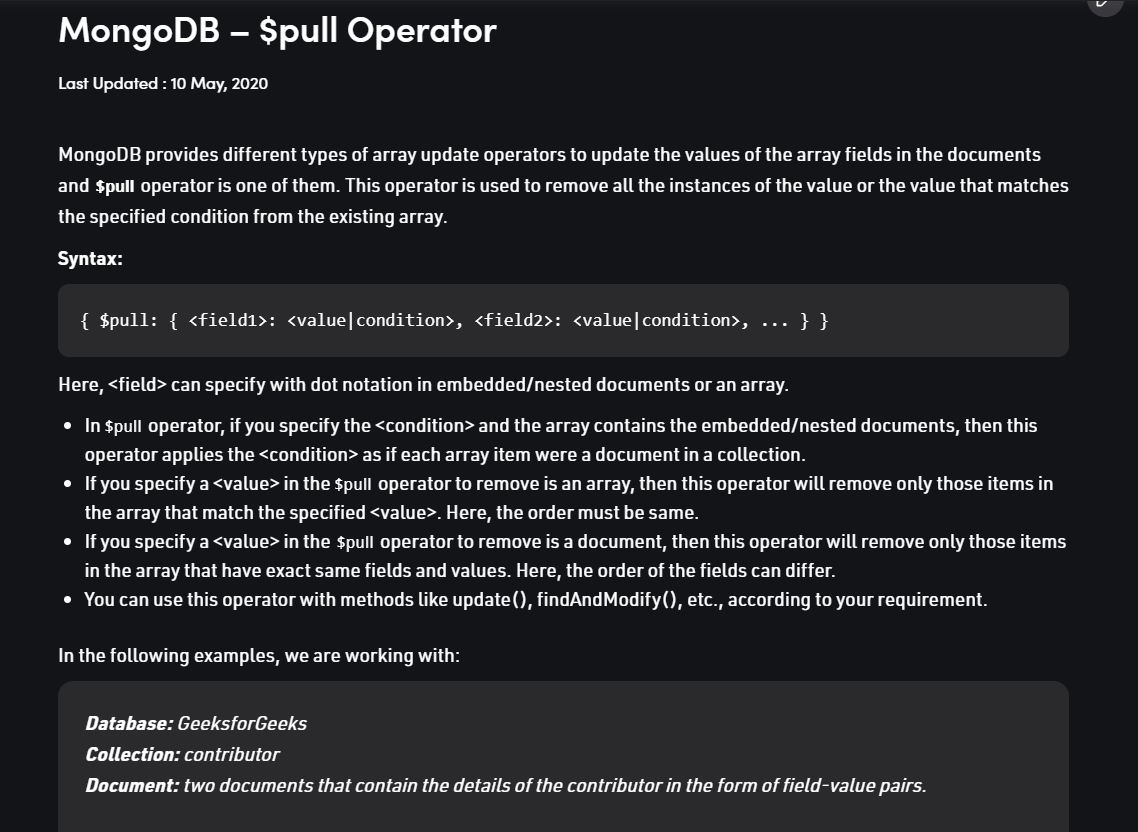 MongoDB – $pull Operator
Last Updated : 10 May, 2020
MongoDB provides different types of array update operators to update the values of the array fields in the documents
and $pull operator is one of them. This operator is used to remove all the instances of the value or the value that matches
the specified condition from the existing array.
Syntax:
{ $pull: { <field1>: <value|condition>, <field2>: <value|condition>, ... } }
Here, <field> can specify with dot notation in embedded/nested documents or an array.
• In $pull operator, if you specify the <condition> and the array contains the embedded/nested documents, then this
operator applies the <condition> as if each array item were a document in a collection.
• If you specify a <value> in the $pull operator to remove is an array, then this operator will remove only those items in
the array that match the specified <value>. Here, the order must be same.
• If you specify a <value> in the $pull operator to remove is a document, then this operator will remove only those items
in the array that have exact same fields and values. Here, the order of the fields can differ.
• You can use this operator with methods like update(), findAndModify(), etc., according to your requirement.
In the following examples, we are working with:
Database: GeeksforGeeks
Collection: contributor
Document: two documents that contain the details of the contributor in the form of field-value pairs.